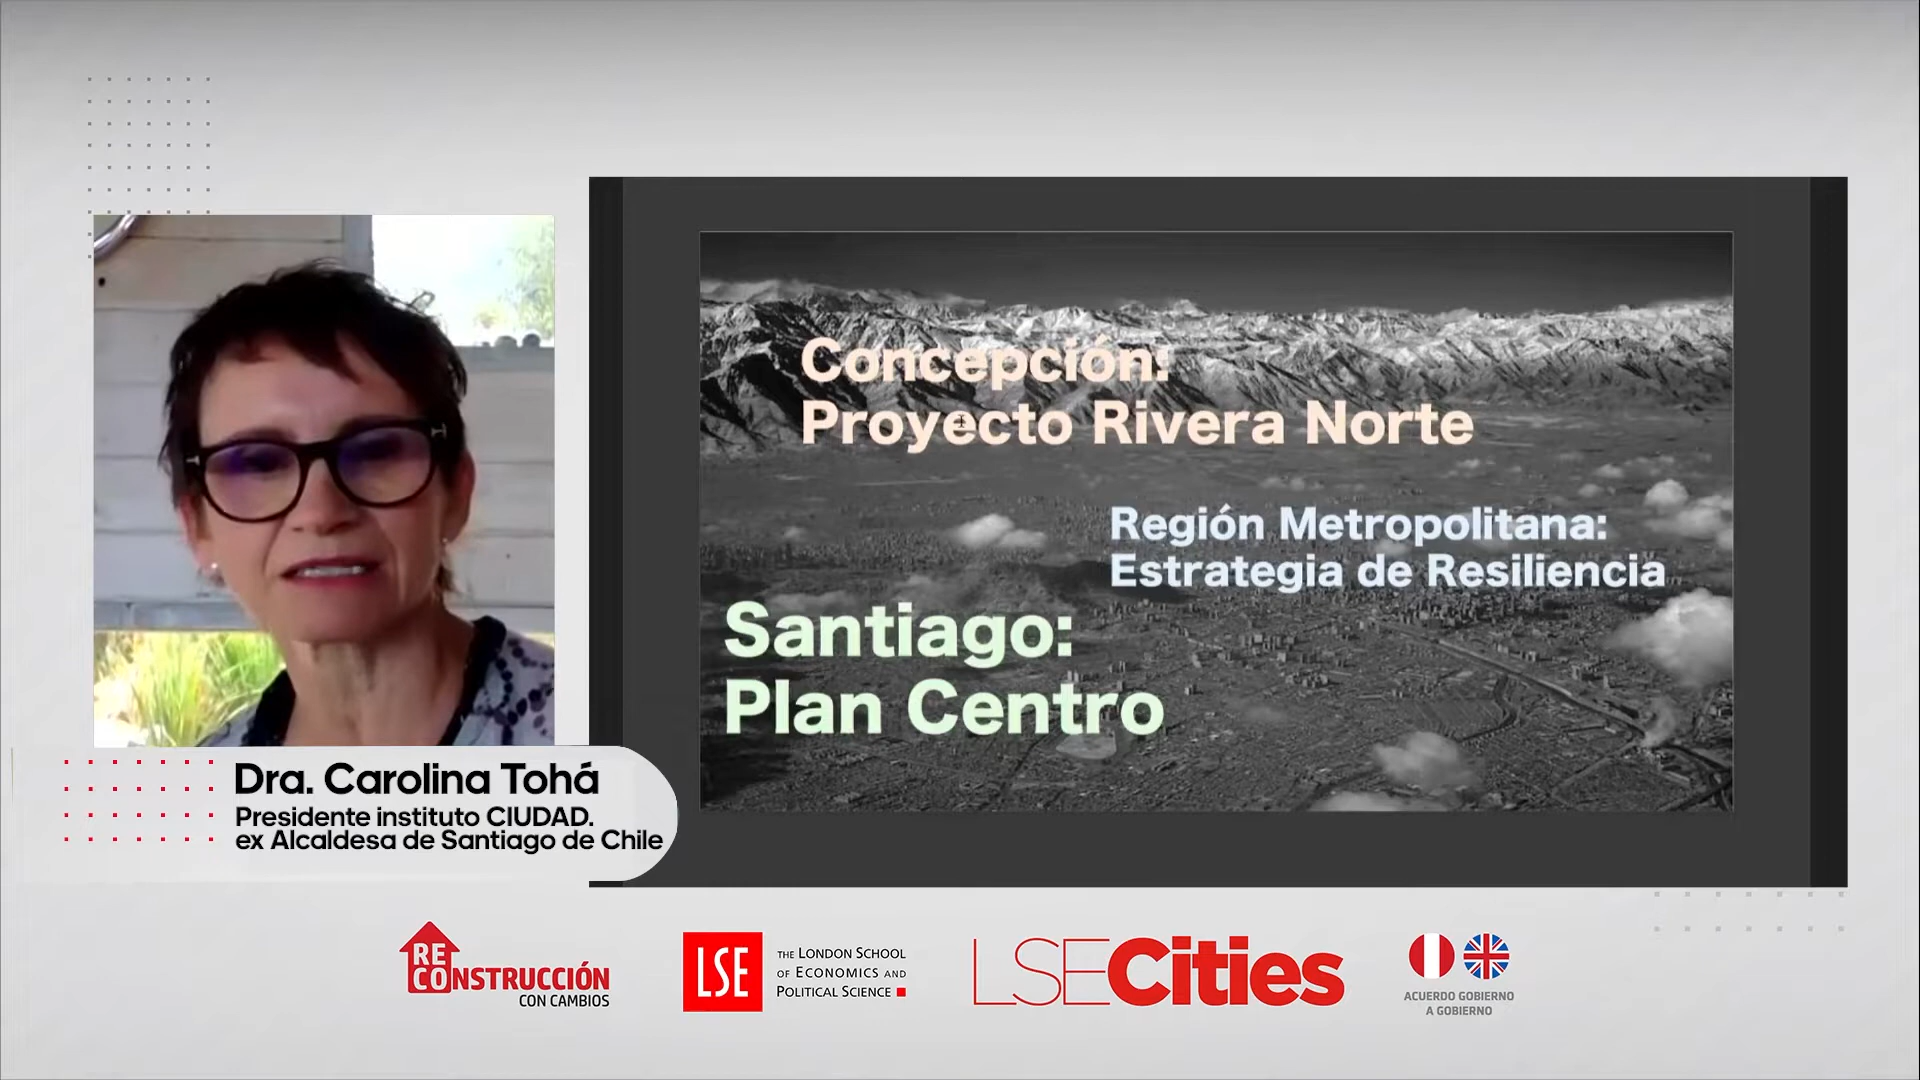 Concepción:
Proyecto Rivera Norte
Región Metropolitana:
Estrategia de Resiliencia
Santiago:
Plan Centro
Dra. Carolina Tohá
Presidente instituto CIUDAD.
ex Alcaldesa de Santiago de Chile
RE
CONSTRUCCIÓN
CON CAMBIOS
LSE
THE LONDON SCHOOL
OF ECONOMICS AND
POLITICAL SCIENCE
LSECities
ACUERDO GOBIERNO
A GOBIERNO